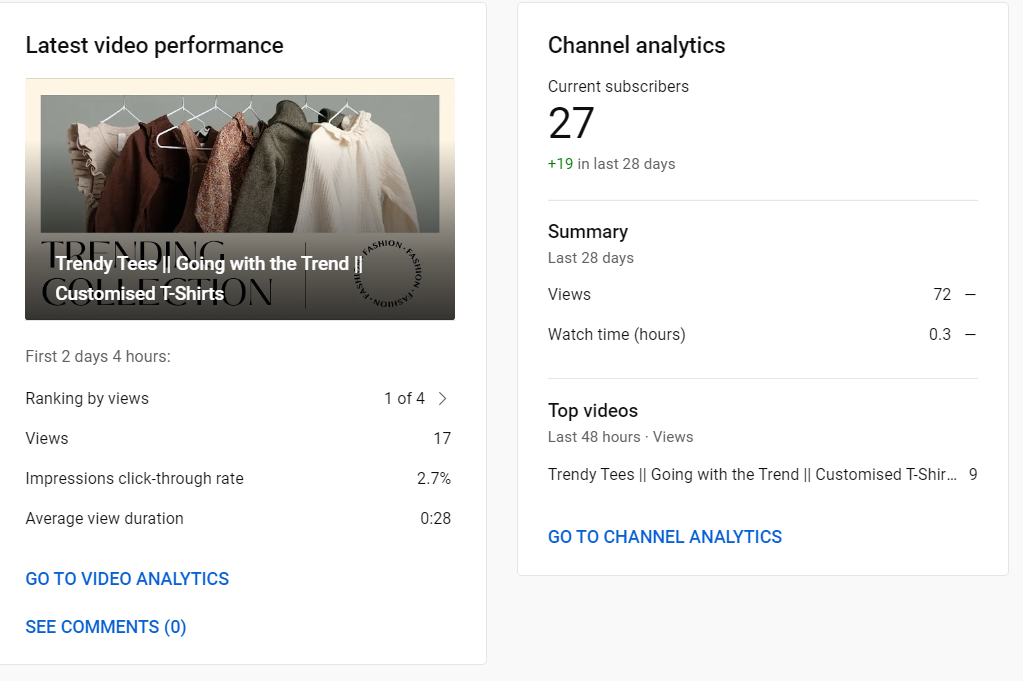 Latest video performance
TRENDING
COLLECTION
FASHION · FASHION · FASHION · FASHION ·
Trendy Tees || Going with the Trend ||
Customised T-Shirts
First 2 days 4 hours:
Ranking by views 1 of 4
Views 17
Impressions click-through rate 2.7%
Average view duration 0:28
GO TO VIDEO ANALYTICS
SEE COMMENTS (0)
Channel analytics
Current subscribers
27
+19 in last 28 days
Summary
Last 28 days
Views 72 —
Watch time (hours) 0.3 —
Top videos
Last 48 hours · Views
Trendy Tees || Going with the Trend || Customised T-Shir... 9
GO TO CHANNEL ANALYTICS